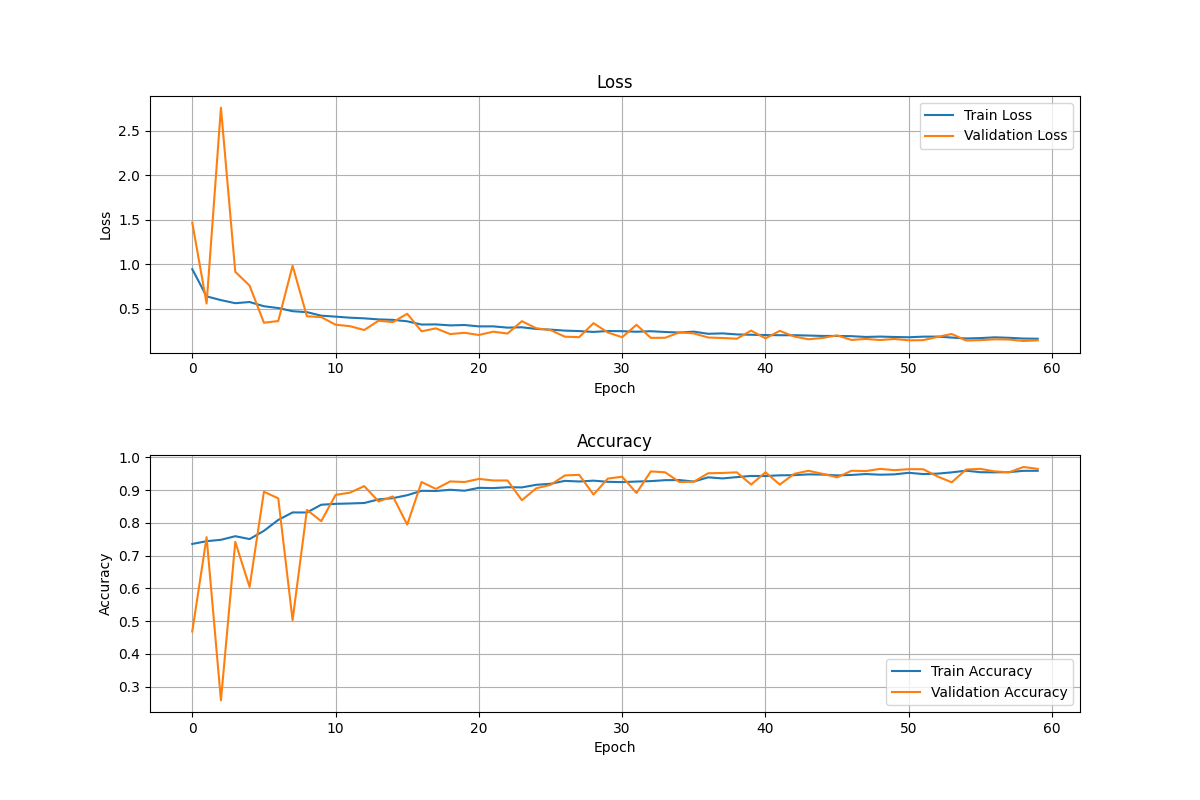 Loss
Train Loss
Validation Loss
2.5
2.0
1.5
1.0
0.5
Loss
0 10 20 30 40 50 60
Epoch
Accuracy
1.0
0.9
0.8
0.7
0.6
0.5
0.4
0.3
Accuracy
Train Accuracy
Validation Accuracy
0 10 20 30 40 50 60
Epoch